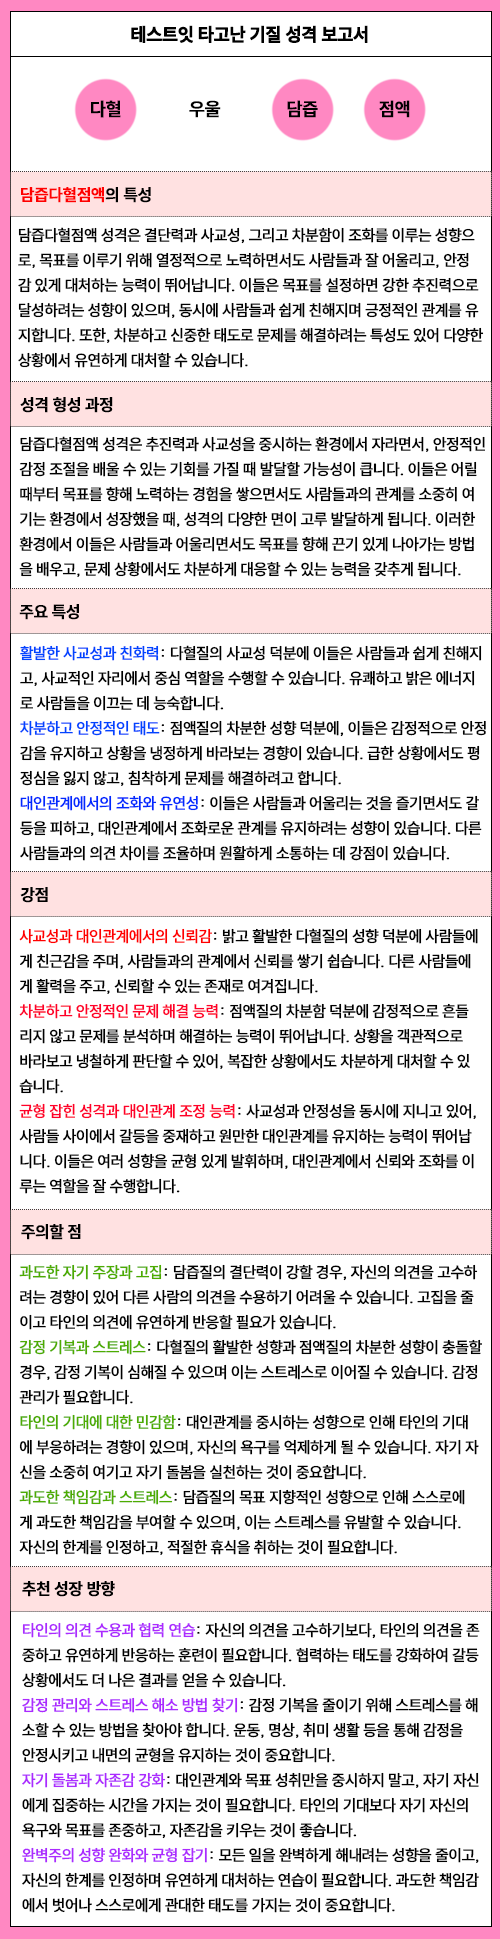 테스트잇 타고난 기질 성격 보고서
다혈 우울 담즙 점액
담즙다혈점액의 특성
담즙다혈점액 성격은 결단력과 사교성, 그리고 차분함이 조화를 이루는 성향으
로, 목표를 이루기 위해 열정적으로 노력하면서도 사람들과 잘 어울리고, 안정
감 있게 대처하는 능력이 뛰어납니다. 이들은 목표를 설정하면 강한 추진력으로
달성하려는 성향이 있으며, 동시에 사람들과 쉽게 친해지며 긍정적인 관계를 유
지합니다. 또한, 차분하고 신중한 태도로 문제를 해결하려는 특성도 있어 다양한
상황에서 유연하게 대처할 수 있습니다.
성격 형성 과정
담즙다혈점액 성격은 추진력과 사교성을 중시하는 환경에서 자라면서, 안정적인
감정 조절을 배울 수 있는 기회를 가질 때 발달할 가능성이 큽니다. 이들은 어릴
때부터 목표를 향해 노력하는 경험을 쌓으면서도 사람들과의 관계를 소중히 여
기는 환경에서 성장했을 때, 성격의 다양한 면이 고루 발달하게 됩니다. 이러한
환경에서 이들은 사람들과 어울리면서도 목표를 향해 끈기 있게 나아가는 방법
을 배우고, 문제 상황에서도 차분하게 대응할 수 있는 능력을 갖추게 됩니다.
주요 특성
활발한 사교성과 친화력: 다혈질의 사교성 덕분에 이들은 사람들과 쉽게 친해지
고, 사교적인 자리에서 중심 역할을 수행할 수 있습니다. 유쾌하고 밝은 에너지
로 사람들을 이끄는 데 능숙합니다.
차분하고 안정적인 태도: 점액질의 차분한 성향 덕분에, 이들은 감정적으로 안정
감을 유지하고 상황을 냉정하게 바라보는 경향이 있습니다. 급한 상황에서도 평
정심을 잃지 않고, 침착하게 문제를 해결하려고 합니다.
대인관계에서의 조화와 유연성: 이들은 사람들과 어울리는 것을 즐기면서도 갈
등을 피하고, 대인관계에서 조화로운 관계를 유지하려는 성향이 있습니다. 다른
사람들과의 의견 차이를 조율하며 원활하게 소통하는 데 강점이 있습니다.
강점
사교성과 대인관계에서의 신뢰감: 밝고 활발한 다혈질의 성향 덕분에 사람들에
게 친근감을 주며, 사람들과의 관계에서 신뢰를 쌓기 쉽습니다. 다른 사람들에
게 활력을 주고, 신뢰할 수 있는 존재로 여겨집니다.
차분하고 안정적인 문제 해결 능력: 점액질의 차분함 덕분에 감정적으로 흔들
리지 않고 문제를 분석하며 해결하는 능력이 뛰어납니다. 상황을 객관적으로
바라보고 냉철하게 판단할 수 있어, 복잡한 상황에서도 차분하게 대처할 수 있
습니다.
균형 잡힌 성격과 대인관계 조정 능력: 사교성과 안정성을 동시에 지니고 있어,
사람들 사이에서 갈등을 중재하고 원만한 대인관계를 유지하는 능력이 뛰어납
니다. 이들은 여러 성향을 균형 있게 발휘하며, 대인관계에서 신뢰와 조화를 이
루는 역할을 잘 수행합니다.
주의할 점
과도한 자기 주장과 고집: 담즙질의 결단력이 강할 경우, 자신의 의견을 고수하
려는 경향이 있어 다른 사람의 의견을 수용하기 어려울 수 있습니다. 고집을 줄
이고 타인의 의견에 유연하게 반응할 필요가 있습니다.
감정 기복과 스트레스: 다혈질의 활발한 성향과 점액질의 차분한 성향이 충돌할
경우, 감정 기복이 심해질 수 있으며 이는 스트레스로 이어질 수 있습니다. 감정
관리가 필요합니다.
타인의 기대에 대한 민감함: 대인관계를 중시하는 성향으로 인해 타인의 기대
에 부응하려는 경향이 있으며, 자신의 욕구를 억제하게 될 수 있습니다. 자기 자
신을 소중히 여기고 자기 돌봄을 실천하는 것이 중요합니다.
과도한 책임감과 스트레스: 담즙질의 목표 지향적인 성향으로 인해 스스로에
게 과도한 책임감을 부여할 수 있으며, 이는 스트레스를 유발할 수 있습니다.
자신의 한계를 인정하고, 적절한 휴식을 취하는 것이 필요합니다.
추천 성장 방향
타인의 의견 수용과 협력 연습: 자신의 의견을 고수하기보다, 타인의 의견을 존
중하고 유연하게 반응하는 훈련이 필요합니다. 협력하는 태도를 강화하여 갈등
상황에서도 더 나은 결과를 얻을 수 있습니다.
감정 관리와 스트레스 해소 방법 찾기: 감정 기복을 줄이기 위해 스트레스를 해
소할 수 있는 방법을 찾아야 합니다. 운동, 명상, 취미 생활 등을 통해 감정을
안정시키고 내면의 균형을 유지하는 것이 중요합니다.
자기 돌봄과 자존감 강화: 대인관계와 목표 성취만을 중시하지 말고, 자기 자신
에게 집중하는 시간을 가지는 것이 필요합니다. 타인의 기대보다 자기 자신의
욕구와 목표를 존중하고, 자존감을 키우는 것이 좋습니다.
완벽주의 성향 완화와 균형 잡기: 모든 일을 완벽하게 해내려는 성향을 줄이고,
자신의 한계를 인정하며 유연하게 대처하는 연습이 필요합니다. 과도한 책임감
에서 벗어나 스스로에게 관대한 태도를 가지는 것이 중요합니다.